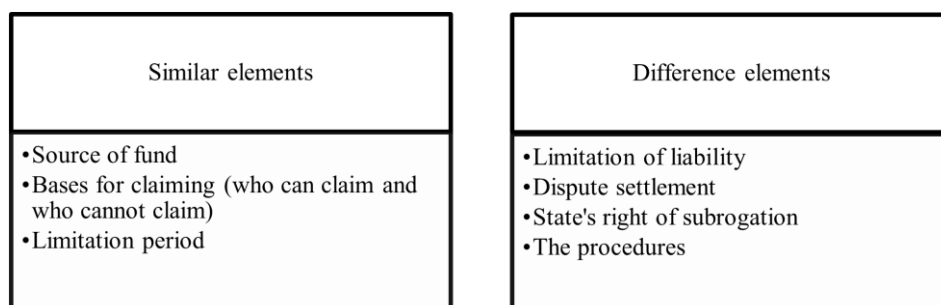 Similar elements
•Source of fund
•Bases for claiming (who can claim and
who cannot claim)
•Limitation period
Difference elements
•Limitation of liability
•Dispute settlement
•State's right of subrogation
•The procedures